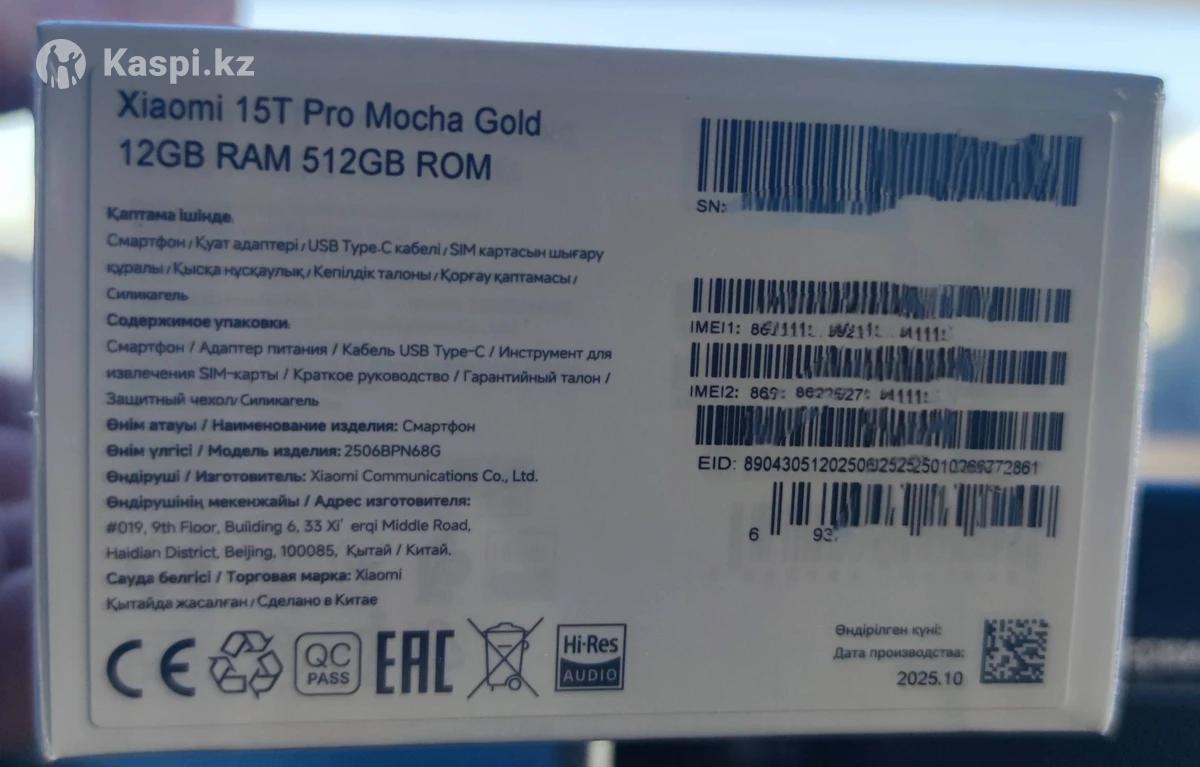 Kaspi.kz
Xiaomi 15T Pro Mocha Gold
12GB RAM 512GB ROM
Қаптама ішінде:
Смартфон / Қуат адаптері / USB Type-C кабелі / SIM картасын шығару
құралы / Қысқа нұсқаулық / Кепілдік талоны / Қорғау қаптамасы /
Силикагель
Содержимое упаковки:
Смартфон / Адаптер питания / Кабель USB Type-C / Инструмент для
извлечения SIM-карты / Краткое руководство / Гарантийный талон /
Защитный чехол/ Силикагель
Өнім атауы / Наименование изделия: Смартфон
Өнім үлгісі / Модель изделия: 2506BPN68G
Өндіруші / Изготовитель: Xiaomi Communications Co., Ltd.
Өндірушінің мекенжайы / Адрес изготовителя:
#019, 9th Floor, Building 6, 33 Xi' erqi Middle Road,
Haidian District, Beijing, 100085, Қытай / Китай.
Сауда белгісі / Торговая марка: Xiaomi
Қытайда жасалған / Сделано в Китае
CE
QC
PASS
EAC
Hi-Res
AUDIO
SN:
IMEI1:
IMEI2:
EID:
6 93
Өндірілген күні:
Дата производства:
2025.10